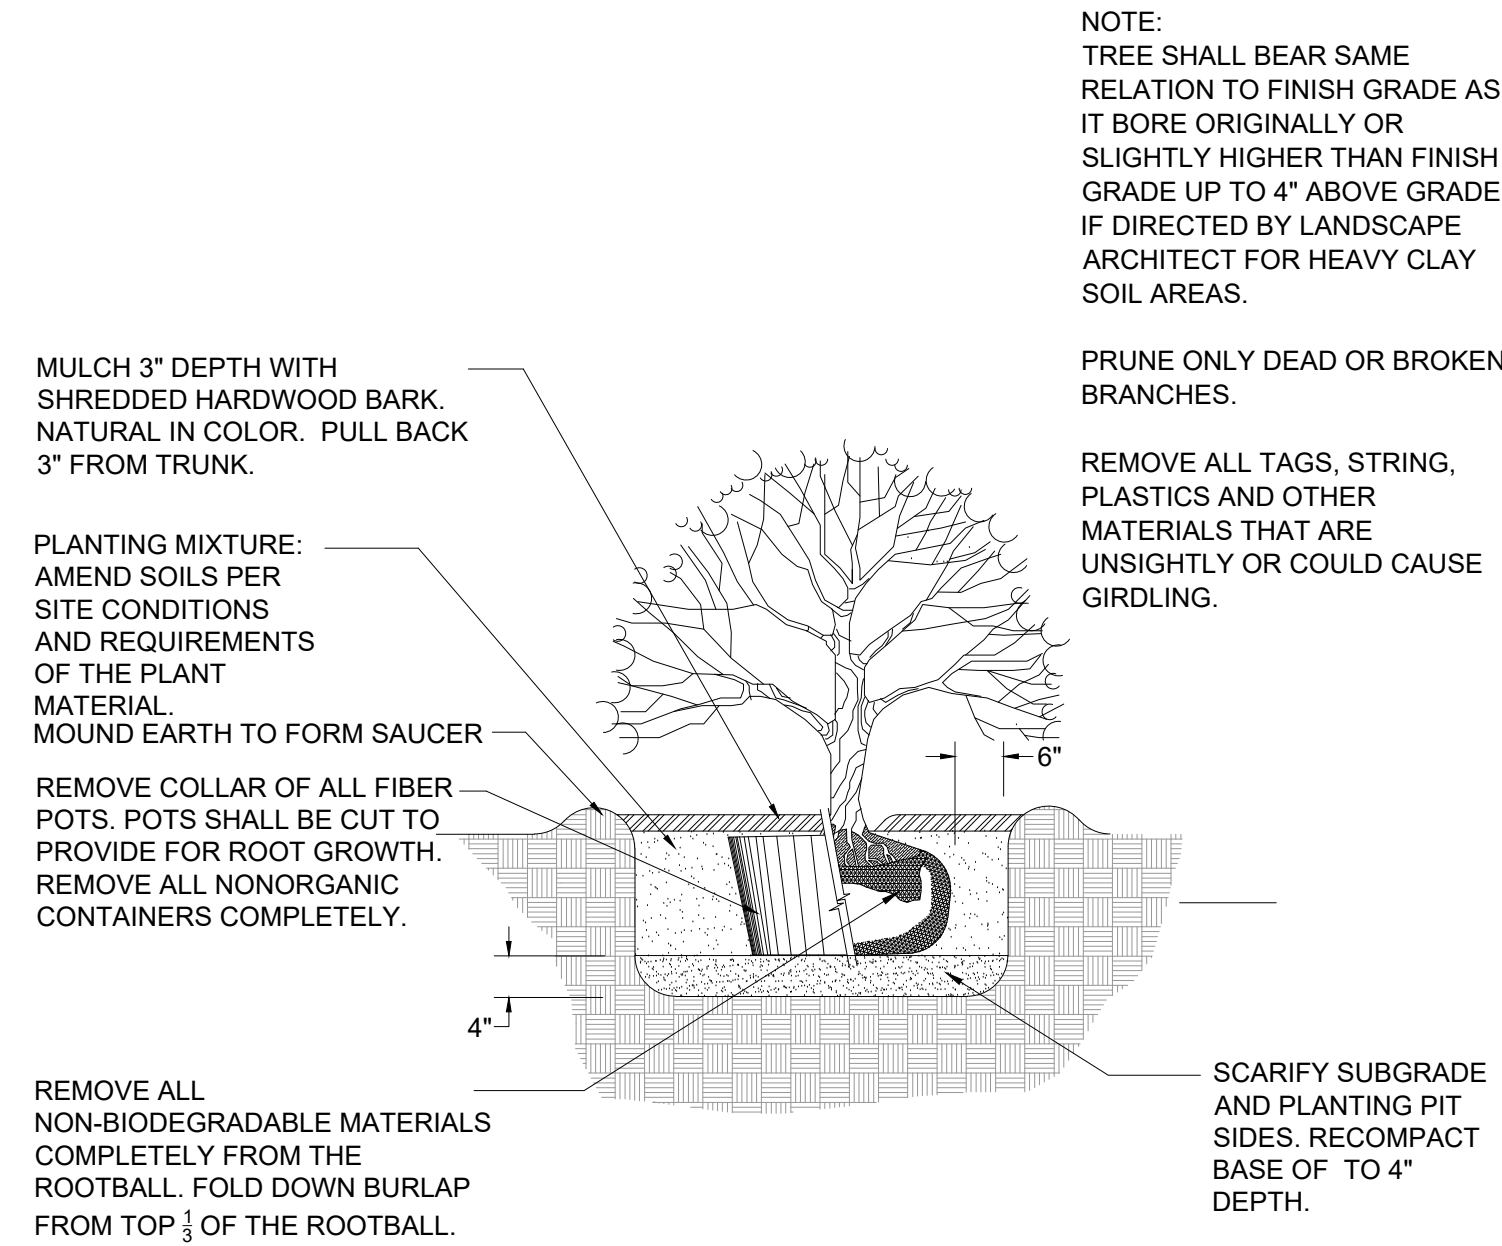 NOTE:
TREE SHALL BEAR SAME
RELATION TO FINISH GRADE AS
IT BORE ORIGINALLY OR
SLIGHTLY HIGHER THAN FINISH
GRADE UP TO 4" ABOVE GRADE
IF DIRECTED BY LANDSCAPE
ARCHITECT FOR HEAVY CLAY
SOIL AREAS.
PRUNE ONLY DEAD OR BROKEN
BRANCHES.
REMOVE ALL TAGS, STRING,
PLASTICS AND OTHER
MATERIALS THAT ARE
UNSIGHTLY OR COULD CAUSE
GIRDLING.
MULCH 3" DEPTH WITH
SHREDDED HARDWOOD BARK.
NATURAL IN COLOR. PULL BACK
3" FROM TRUNK.
PLANTING MIXTURE:
AMEND SOILS PER
SITE CONDITIONS
AND REQUIREMENTS
OF THE PLANT
MATERIAL.
MOUND EARTH TO FORM SAUCER
6"
REMOVE COLLAR OF ALL FIBER
POTS. POTS SHALL BE CUT TO
PROVIDE FOR ROOT GROWTH.
REMOVE ALL NONORGANIC
CONTAINERS COMPLETELY.
4"
REMOVE ALL
NON-BIODEGRADABLE MATERIALS
COMPLETELY FROM THE
ROOTBALL. FOLD DOWN BURLAP
FROM TOP 1/3 OF THE ROOTBALL.
SCARIFY SUBGRADE
AND PLANTING PIT
SIDES. RECOMPACT
BASE OF TO 4"
DEPTH.